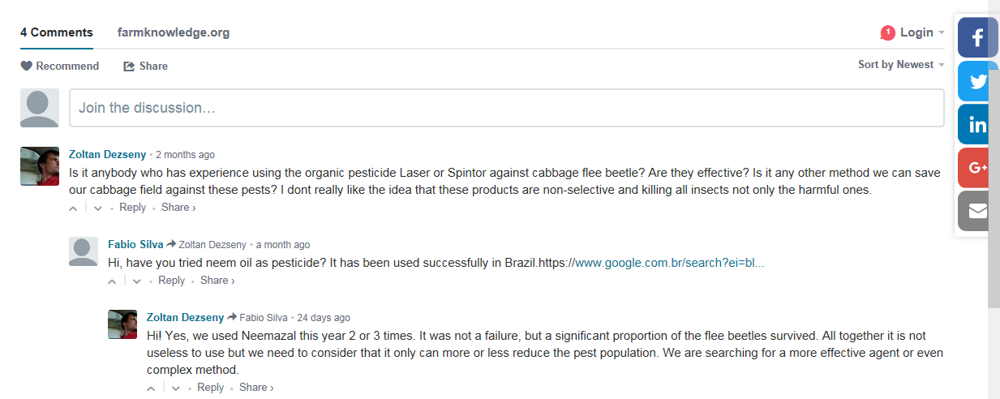 4 Comments farmknowledge.org 1 Login
Recommend Share Sort by Newest
Join the discussion…
Zoltan Dezseny • 2 months ago
Is it anybody who has experience using the organic pesticide Laser or Spintor against cabbage flee beetle? Are they effective? Is it any other method we can save
our cabbage field against these pests? I dont really like the idea that these products are non-selective and killing all insects not only the harmful ones.
• Reply • Share ›
Fabio Silva Zoltan Dezseny • a month ago
Hi, have you tried neem oil as pesticide? It has been used successfully in Brazil.https://www.google.com.br/search?ei=bl...
• Reply • Share ›
Zoltan Dezseny Fabio Silva • 24 days ago
Hi! Yes, we used Neemazal this year 2 or 3 times. It was not a failure, but a significant proportion of the flee beetles survived. All together it is not
useless to use but we need to consider that it only can more or less reduce the pest population. We are searching for a more effective agent or even
complex method.
• Reply • Share ›
f
in
G+